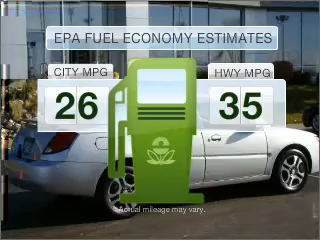 EPA FUEL ECONOMY ESTIMATES
CITY MPG
HWY MPG
26
35
Actual mileage may vary.